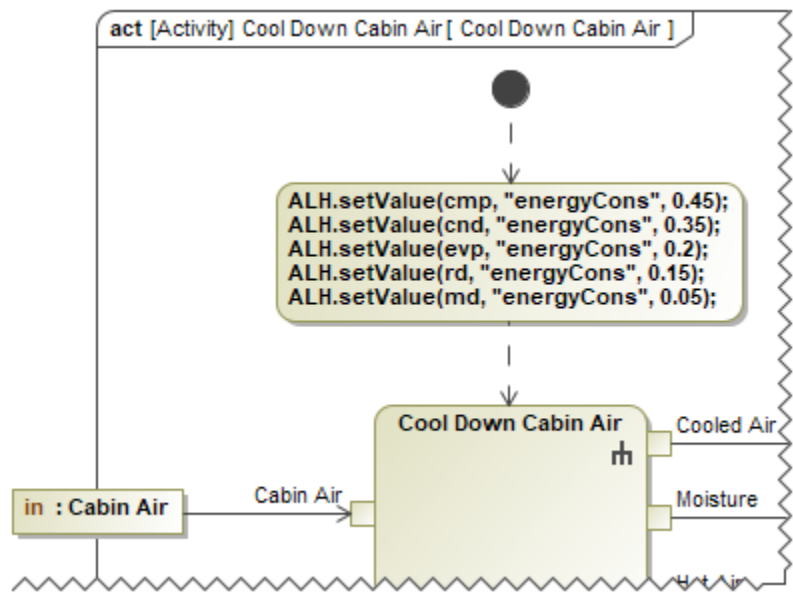 act [Activity] Cool Down Cabin Air [ Cool Down Cabin Air ]
ALH.setValue(cmp, "energyCons", 0.45);
ALH.setValue(cnd, "energyCons", 0.35);
ALH.setValue(evp, "energyCons", 0.2);
ALH.setValue(rd, "energyCons", 0.15);
ALH.setValue(md, "energyCons", 0.05);
Cool Down Cabin Air
Cooled Air
in : Cabin Air
Cabin Air
Moisture